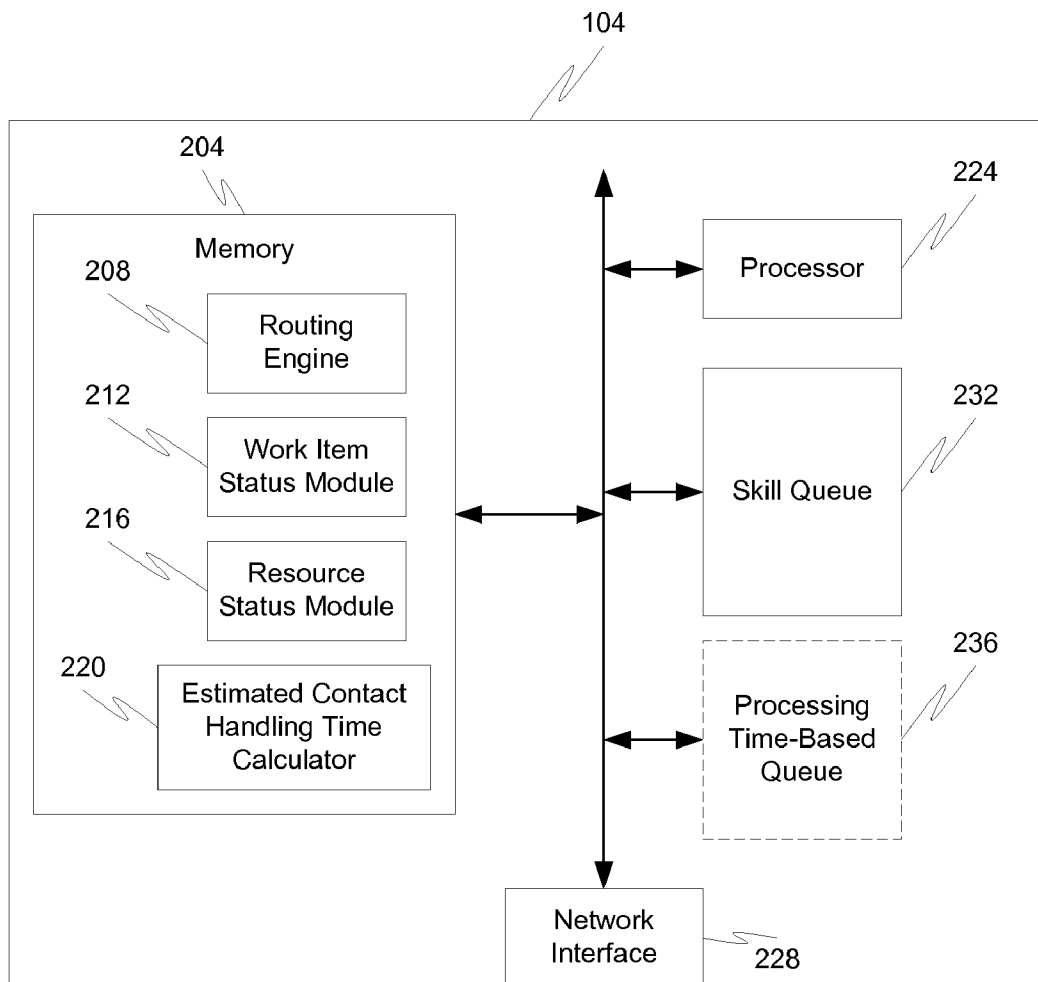 104
204
Memory
208
Routing
Engine
212
Work Item
Status Module
216
Resource
Status Module
220
Estimated Contact
Handling Time
Calculator
224
Processor
232
Skill Queue
236
Processing
Time-Based
Queue
Network
Interface
228